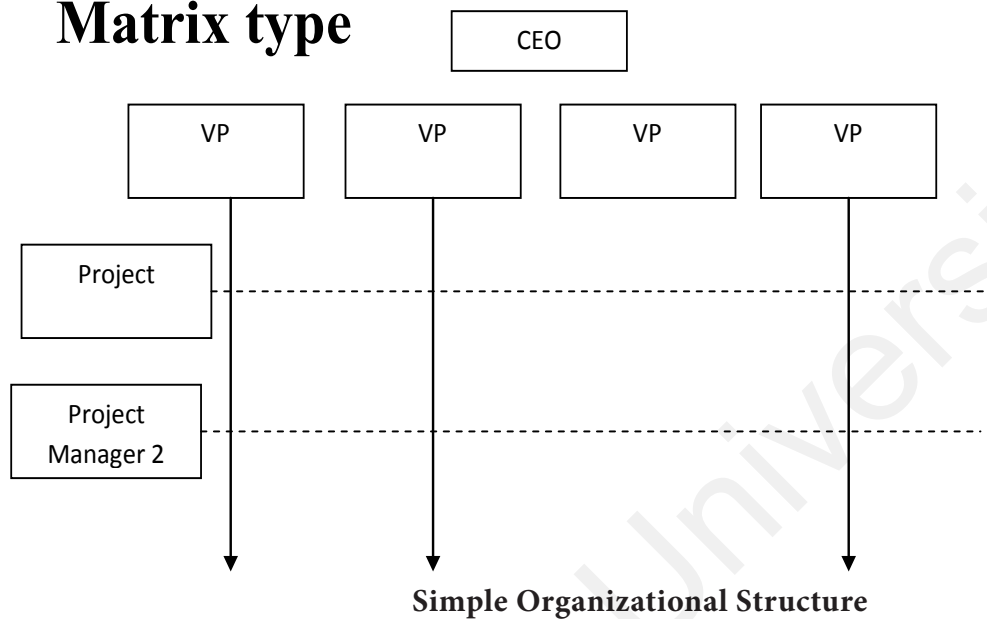 Matrix type
CEO
VP
VP
VP
VP
Project
Project
Manager 2
Simple Organizational Structure